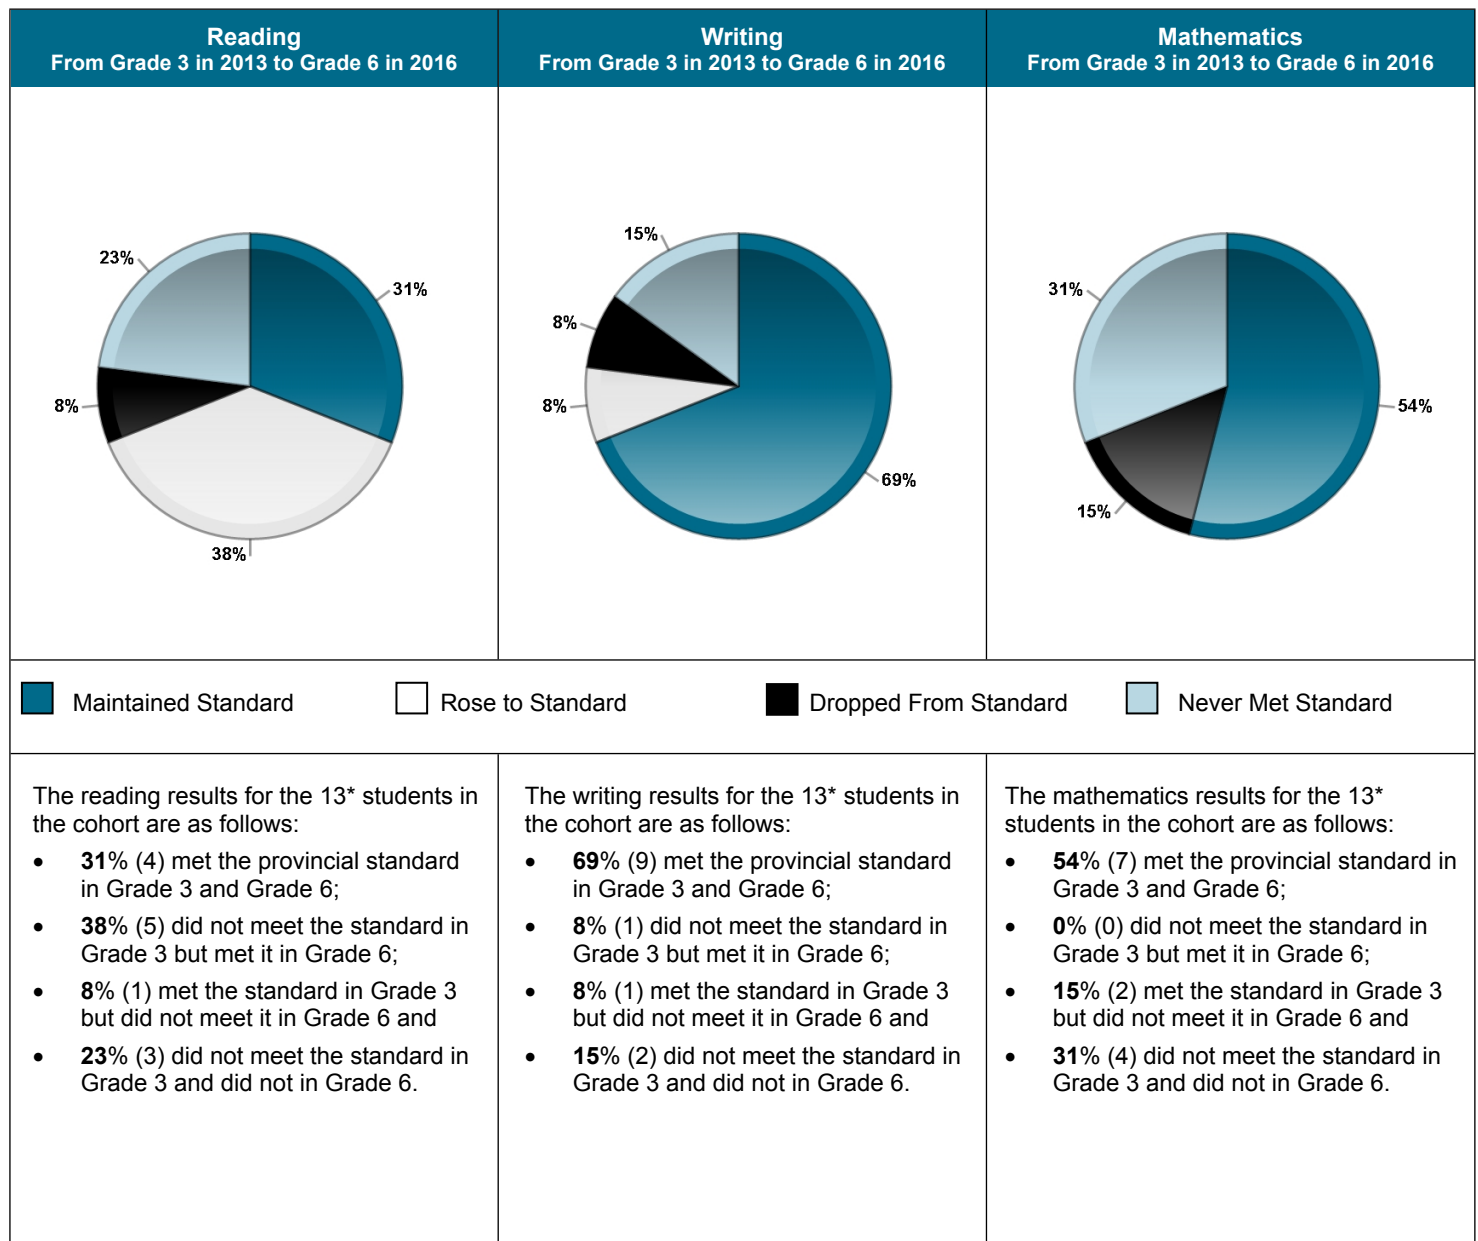 Reading
From Grade 3 in 2013 to Grade 6 in 2016
Writing
From Grade 3 in 2013 to Grade 6 in 2016
Mathematics
From Grade 3 in 2013 to Grade 6 in 2016
23%
31%
8%
38%
15%
8%
8%
69%
31%
54%
15%
Maintained Standard
Rose to Standard
Dropped From Standard
Never Met Standard
The reading results for the 13* students in
the cohort are as follows:
• 31% (4) met the provincial standard
in Grade 3 and Grade 6;
• 38% (5) did not meet the standard in
Grade 3 but met it in Grade 6;
• 8% (1) met the standard in Grade 3
but did not meet it in Grade 6 and
• 23% (3) did not meet the standard in
Grade 3 and did not in Grade 6.
The writing results for the 13* students in
the cohort are as follows:
• 69% (9) met the provincial standard
in Grade 3 and Grade 6;
• 8% (1) did not meet the standard in
Grade 3 but met it in Grade 6;
• 8% (1) met the standard in Grade 3
but did not meet it in Grade 6 and
• 15% (2) did not meet the standard in
Grade 3 and did not in Grade 6.
The mathematics results for the 13*
students in the cohort are as follows:
• 54% (7) met the provincial standard in
Grade 3 and Grade 6;
• 0% (0) did not meet the standard in
Grade 3 but met it in Grade 6;
• 15% (2) met the standard in Grade 3
but did not meet it in Grade 6 and
• 31% (4) did not meet the standard in
Grade 3 and did not in Grade 6.